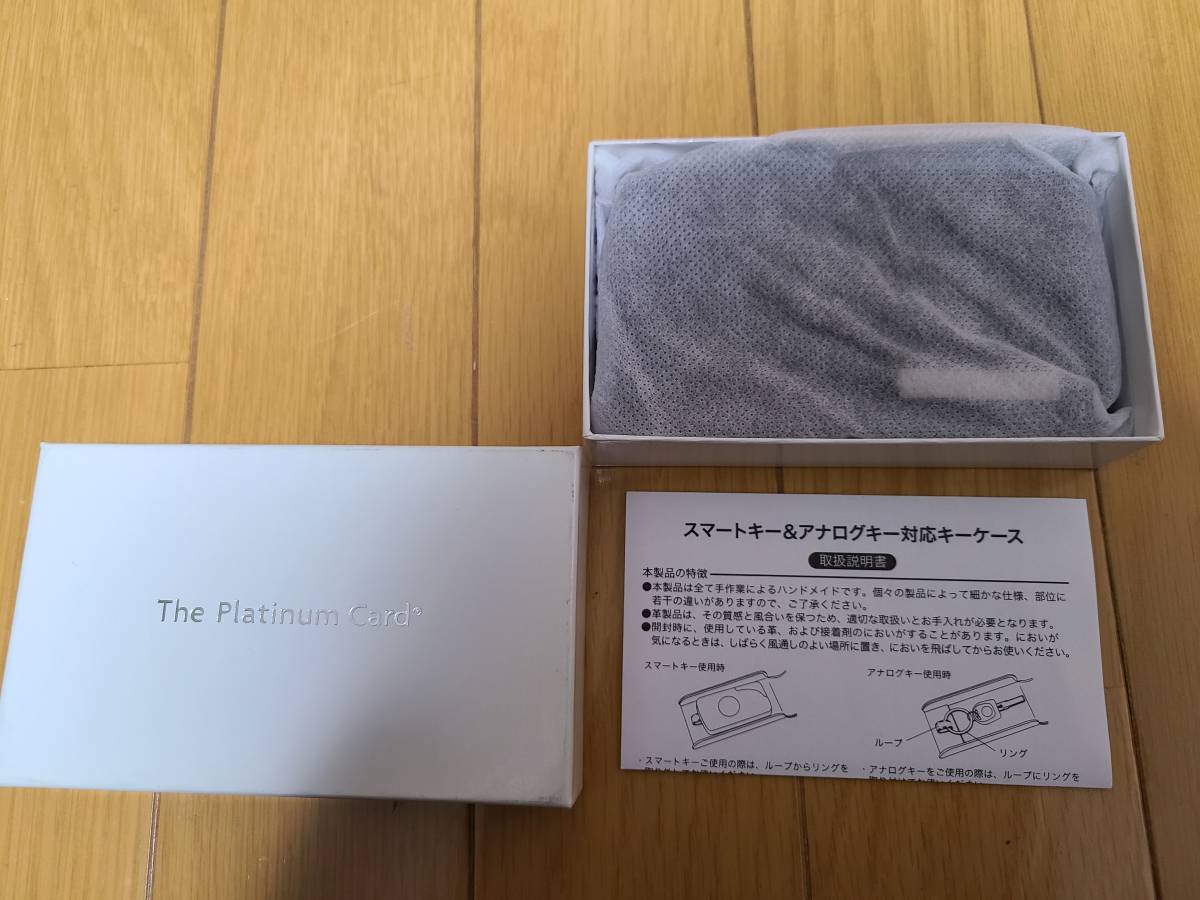 The Platinum Card®
スマートキー&アナログキー対応キーケース
取扱説明書
本製品の特徴
●本製品は全て手作業によるハンドメイドです。個々の製品によって細かな仕様、部位に
若干の違いがありますので、ご了承ください。
●革製品は、その質感と風合いを保つため、適切な取扱いとお手入れが必要となります。
●開封時に、使用している革、および接着剤のにおいがすることがあります。においが
気になるときは、しばらく風通しのよい場所に置き、においを飛ばしてからお使いください。
スマートキー使用時
アナログキー使用時
ループ
リング
・スマートキーご使用の際は、ループからリングを
・アナログキーをご使用の際は、ループにリングを